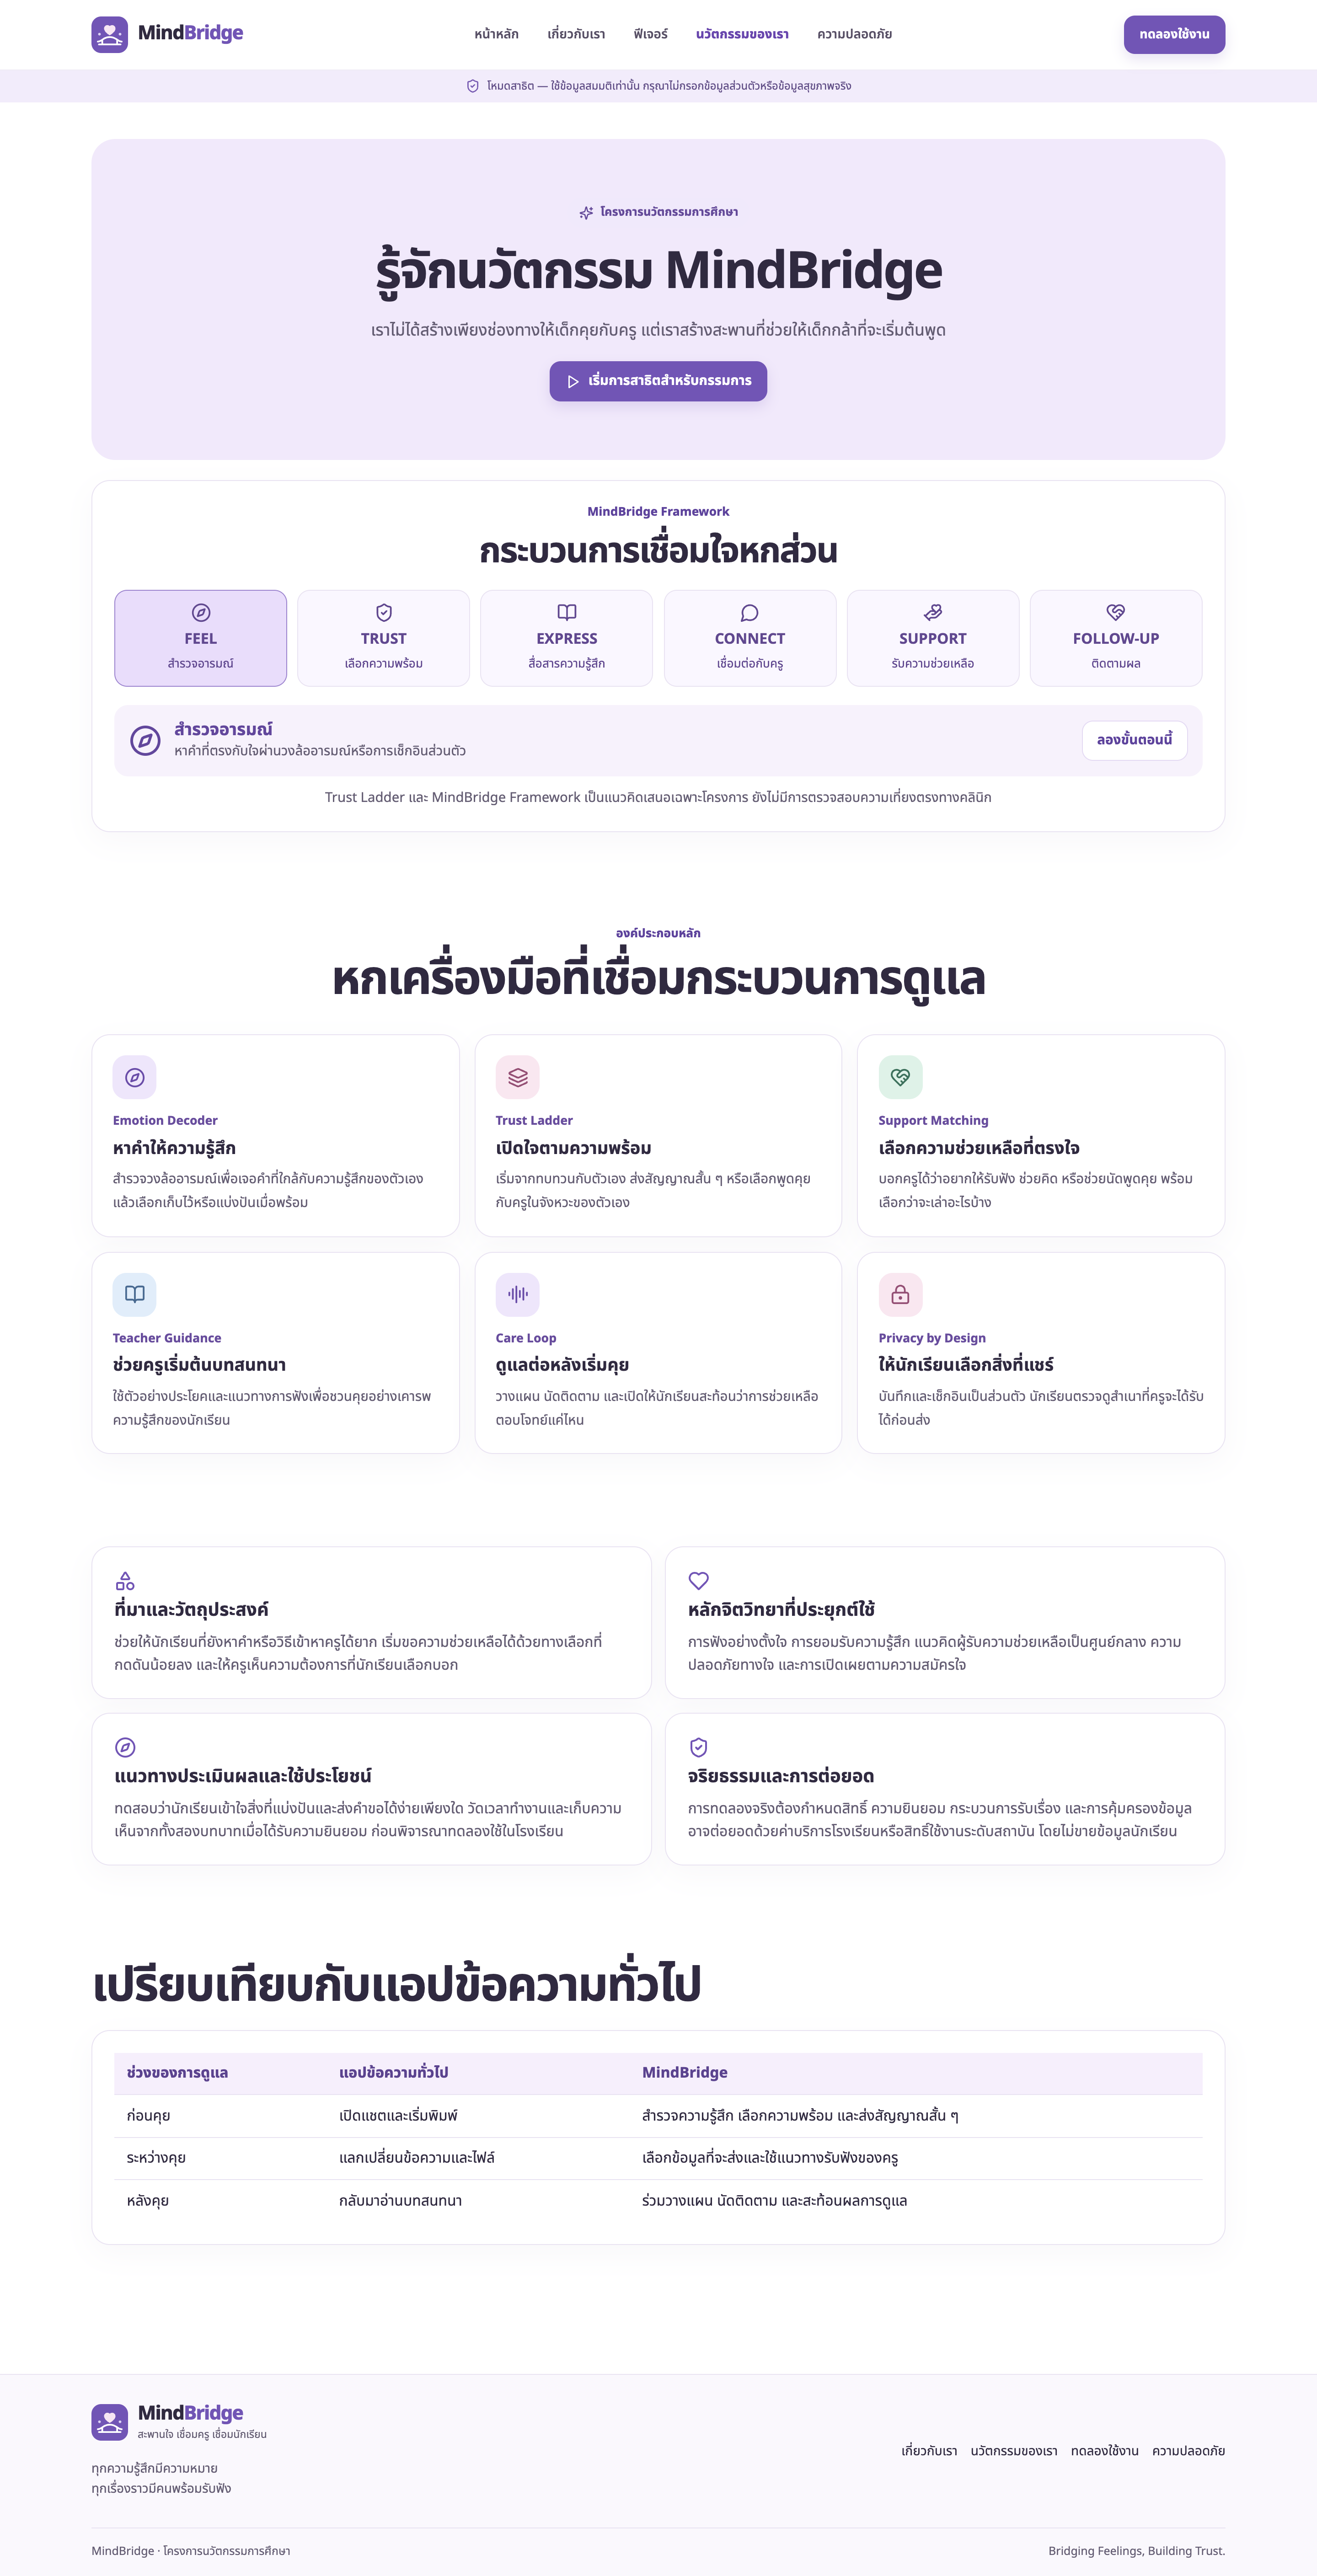 MindBridge
หน้าหลัก เกี่ยวกับเรา ฟีเจอร์ นวัตกรรมของเรา ความปลอดภัย
ทดลองใช้งาน
โหมดสาธิต — ใช้ข้อมูลสมมติเท่านั้น กรุณาไม่กรอกข้อมูลส่วนตัวหรือข้อมูลสุขภาพจริง
โครงการนวัตกรรมการศึกษา
รู้จักนวัตกรรม MindBridge
เราไม่ได้สร้างเพียงช่องทางให้เด็กคุยกับครู แต่เราสร้างสะพานที่ช่วยให้เด็กกล้าที่จะเริ่มต้นพูด
เริ่มการสาธิตสำหรับกรรมการ
MindBridge Framework
กระบวนการเชื่อมใจหกส่วน
FEEL
สำรวจอารมณ์
TRUST
เลือกความพร้อม
EXPRESS
สื่อสารความรู้สึก
CONNECT
เชื่อมต่อกับครู
SUPPORT
รับความช่วยเหลือ
FOLLOW-UP
ติดตามผล
สำรวจอารมณ์
หาคำที่ตรงกับใจผ่านวงล้ออารมณ์หรือการเช็กอินส่วนตัว
ลองขั้นตอนนี้
Trust Ladder และ MindBridge Framework เป็นแนวคิดเสนอเฉพาะโครงการ ยังไม่มีการตรวจสอบความเที่ยงตรงทางคลินิก
องค์ประกอบหลัก
หกเครื่องมือที่เชื่อมกระบวนการดูแล
Emotion Decoder
หาคำให้ความรู้สึก
สำรวจวงล้ออารมณ์เพื่อเจอคำที่ใกล้กับความรู้สึกของตัวเอง
แล้วเลือกเก็บไว้หรือแบ่งปันเมื่อพร้อม
Trust Ladder
เปิดใจตามความพร้อม
เริ่มจากทบทวนกับตัวเอง ส่งสัญญาณสั้น ๆ หรือเลือกพูดคุย
กับครูในจังหวะของตัวเอง
Support Matching
เลือกความช่วยเหลือที่ตรงใจ
บอกครูได้ว่าอยากให้รับฟัง ช่วยคิด หรือช่วยนัดพูดคุย พร้อม
เลือกว่าจะเล่าอะไรบ้าง
Teacher Guidance
ช่วยครูเริ่มต้นบทสนทนา
ใช้ตัวอย่างประโยคและแนวทางการฟังเพื่อชวนคุยอย่างเคารพ
ความรู้สึกของนักเรียน
Care Loop
ดูแลต่อหลังเริ่มคุย
วางแผน นัดติดตาม และเปิดให้นักเรียนสะท้อนว่าการช่วยเหลือ
ตอบโจทย์แค่ไหน
Privacy by Design
ให้นักเรียนเลือกสิ่งที่แชร์
บันทึกและเช็กอินเป็นส่วนตัว นักเรียนตรวจดูสำเนาที่ครูจะได้รับ
ได้ก่อนส่ง
ที่มาและวัตถุประสงค์
ช่วยให้นักเรียนที่ยังหาคำหรือวิธีเข้าหาครูได้ยาก เริ่มขอความช่วยเหลือได้ด้วยทางเลือกที่
กดดันน้อยลง และให้ครูเห็นความต้องการที่นักเรียนเลือกบอก
หลักจิตวิทยาที่ประยุกต์ใช้
การฟังอย่างตั้งใจ การยอมรับความรู้สึก แนวคิดผู้รับความช่วยเหลือเป็นศูนย์กลาง ความ
ปลอดภัยทางใจ และการเปิดเผยตามความสมัครใจ
แนวทางประเมินผลและใช้ประโยชน์
ทดสอบว่านักเรียนเข้าใจสิ่งที่แบ่งปันและส่งคำขอได้ง่ายเพียงใด วัดเวลาทำงานและเก็บความ
เห็นจากทั้งสองบทบาทเมื่อได้รับความยินยอม ก่อนพิจารณาทดลองใช้ในโรงเรียน
จริยธรรมและการต่อยอด
การทดลองจริงต้องกำหนดสิทธิ์ ความยินยอม กระบวนการรับเรื่อง และการคุ้มครองข้อมูล
อาจต่อยอดด้วยค่าบริการโรงเรียนหรือสิทธิ์ใช้งานระดับสถาบัน โดยไม่ขายข้อมูลนักเรียน
เปรียบเทียบกับแอปข้อความทั่วไป
ช่วงของการดูแล แอปข้อความทั่วไป MindBridge
ก่อนคุย เปิดแชตและเริ่มพิมพ์ สำรวจความรู้สึก เลือกความพร้อม และส่งสัญญาณสั้น ๆ
ระหว่างคุย แลกเปลี่ยนข้อความและไฟล์ เลือกข้อมูลที่จะส่งและใช้แนวทางรับฟังของครู
หลังคุย กลับมาอ่านบทสนทนา ร่วมวางแผน นัดติดตาม และสะท้อนผลการดูแล
MindBridge
สะพานใจ เชื่อมครู เชื่อมนักเรียน
ทุกความรู้สึกมีความหมาย
ทุกเรื่องราวมีคนพร้อมรับฟัง
เกี่ยวกับเรา นวัตกรรมของเรา ทดลองใช้งาน ความปลอดภัย
MindBridge · โครงการนวัตกรรมการศึกษา
Bridging Feelings, Building Trust.